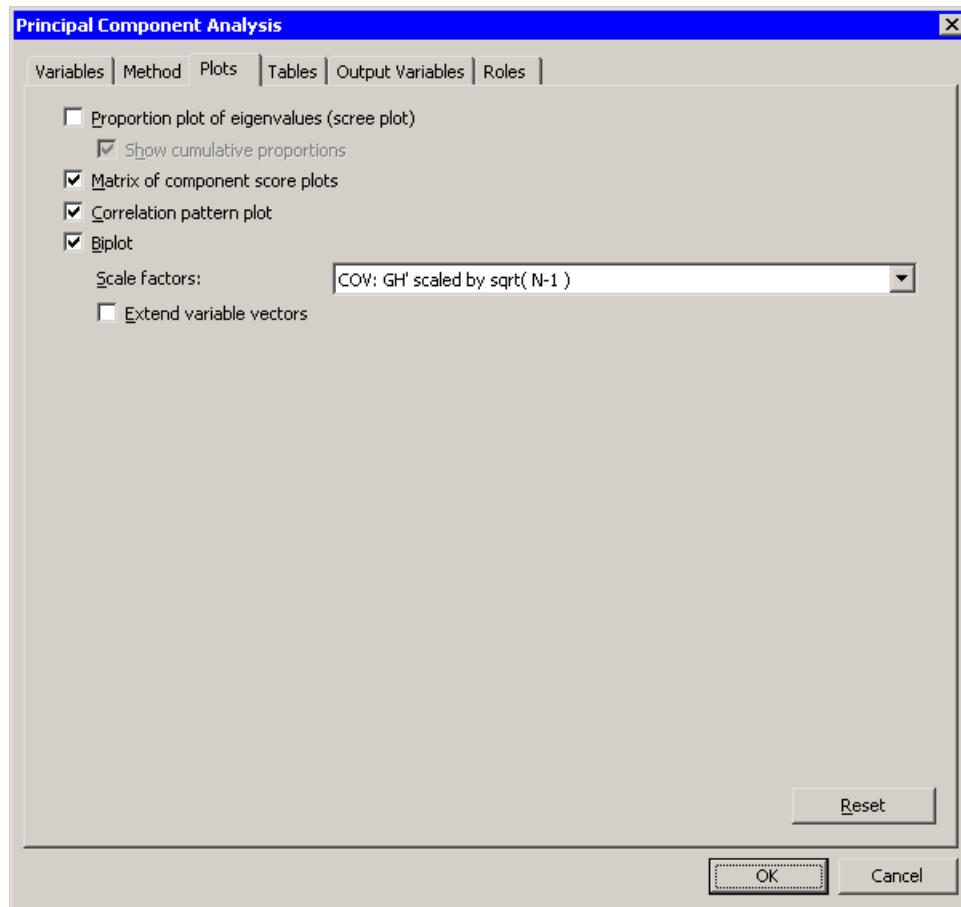 Principal Component Analysis
Variables Method Plots Tables Output Variables Roles
Proportion plot of eigenvalues (scree plot)
Show cumulative proportions
Matrix of component score plots
Correlation pattern plot
Biplot
Scale factors: COV: GH' scaled by sqrt( N-1 )
Extend variable vectors
Reset
OK Cancel